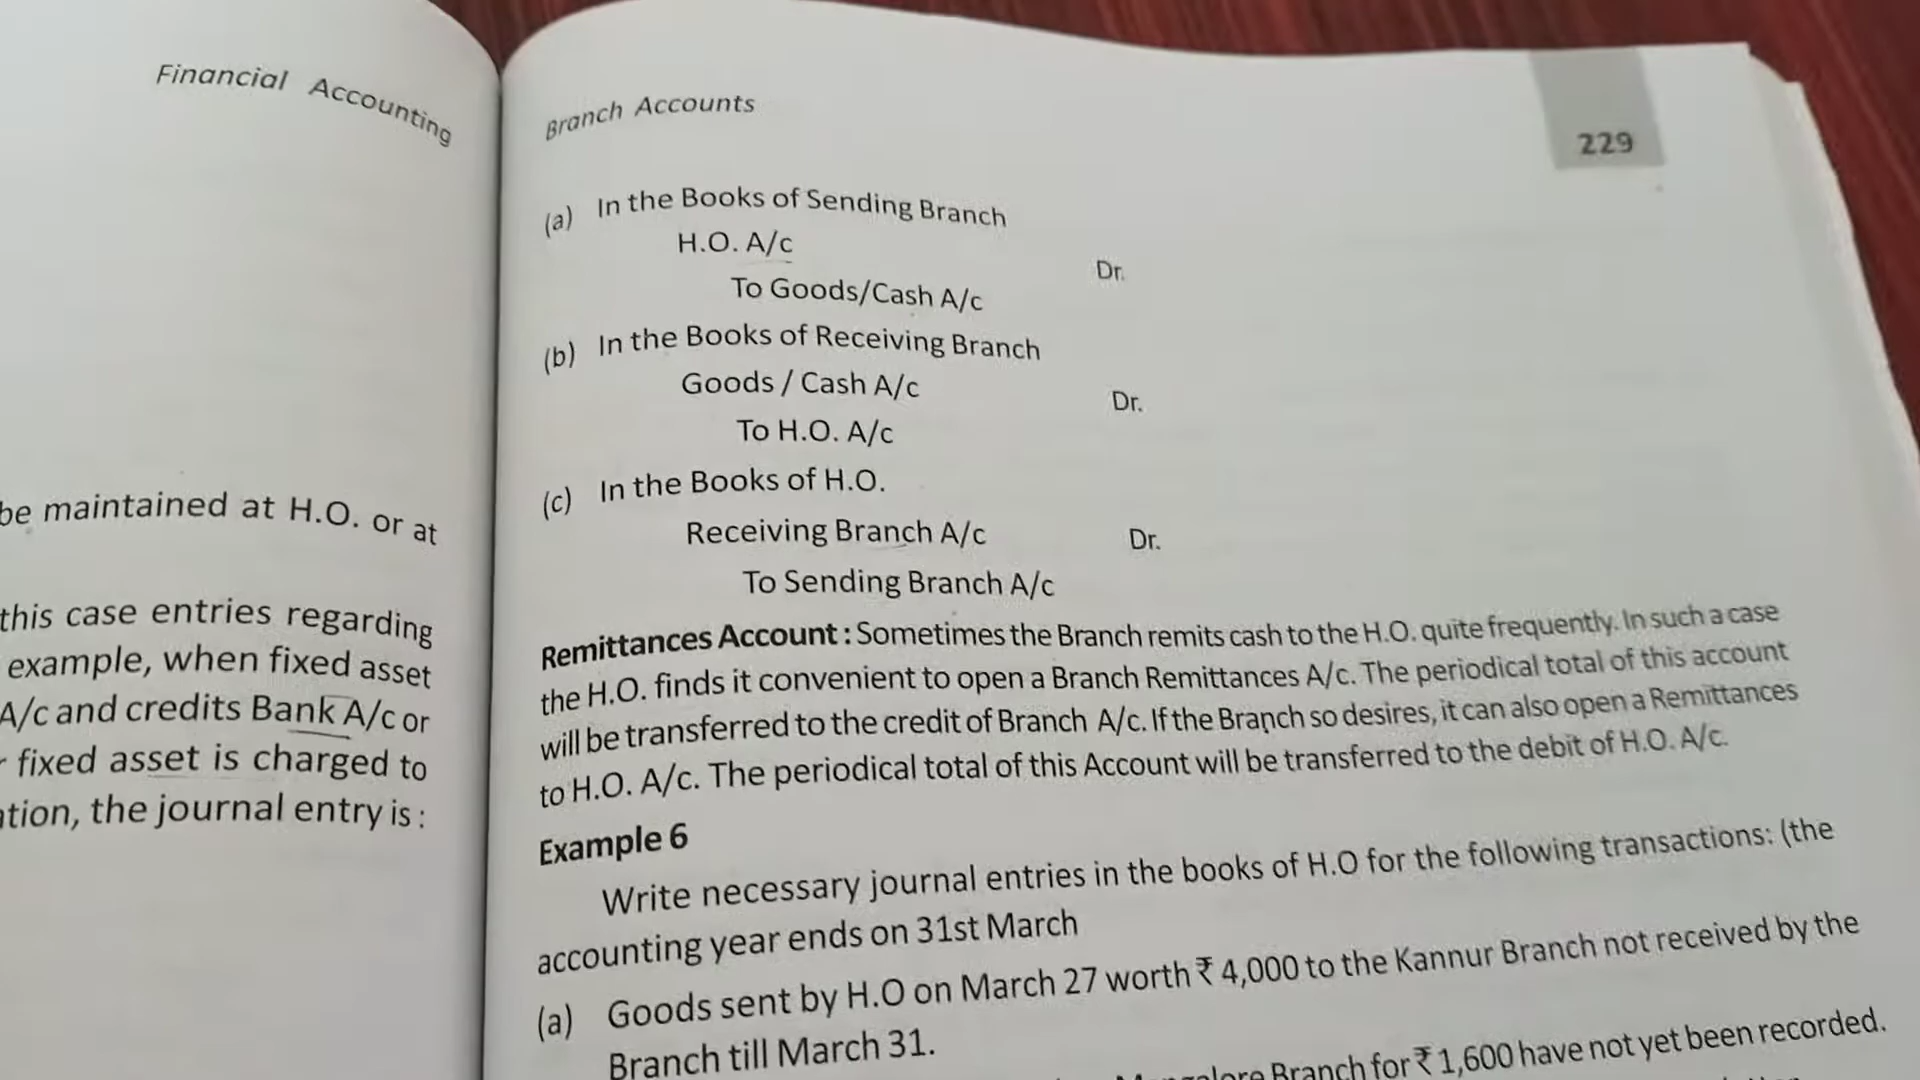 Financial Accounting
be maintained at H.O. or at
this case entries regarding
example, when fixed asset
A/c and credits Bank A/c or
fixed asset is charged to
the journal entry is :
Branch Accounts
229
(a) In the Books of Sending Branch
H.O. A/c Dr.
To Goods/Cash A/c
(b) In the Books of Receiving Branch
Goods / Cash A/c Dr.
To H.O. A/c
(c) In the Books of H.O.
Receiving Branch A/c Dr.
To Sending Branch A/c
Remittances Account : Sometimes the Branch remits cash to the H.O. quite frequently. In such a case
the H.O. finds it convenient to open a Branch Remittances A/c. The periodical total of this account
will be transferred to the credit of Branch A/c. If the Branch so desires, it can also open a Remittances
to H.O. A/c. The periodical total of this Account will be transferred to the debit of H.O. A/c.
Example 6
Write necessary journal entries in the books of H.O for the following transactions: (the
accounting year ends on 31st March
(a) Goods sent by H.O on March 27 worth ₹ 4,000 to the Kannur Branch not received by the
Branch till March 31.
Branch for ₹ 1,600 have not yet been recorded.